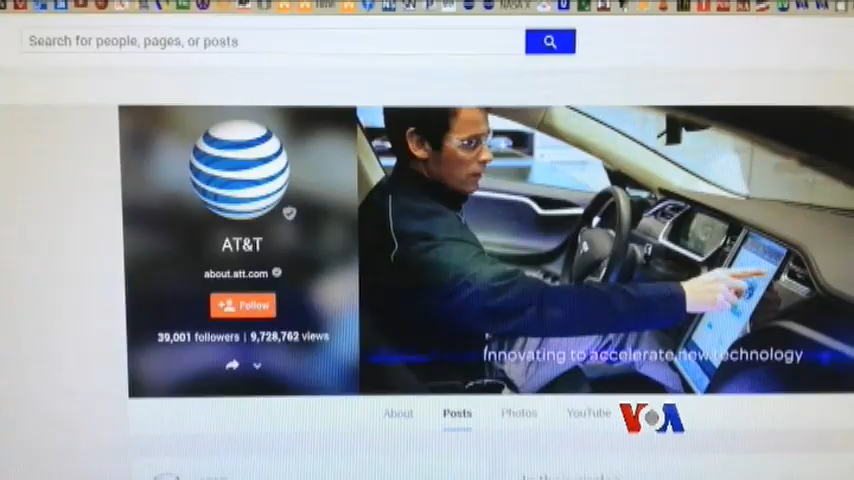 Search for people, pages, or posts
AT&T
about.att.com
Follow
39,001 followers | 9,728,762 views
Innovating to accelerate new technology
About Posts Photos YouTube
VOA